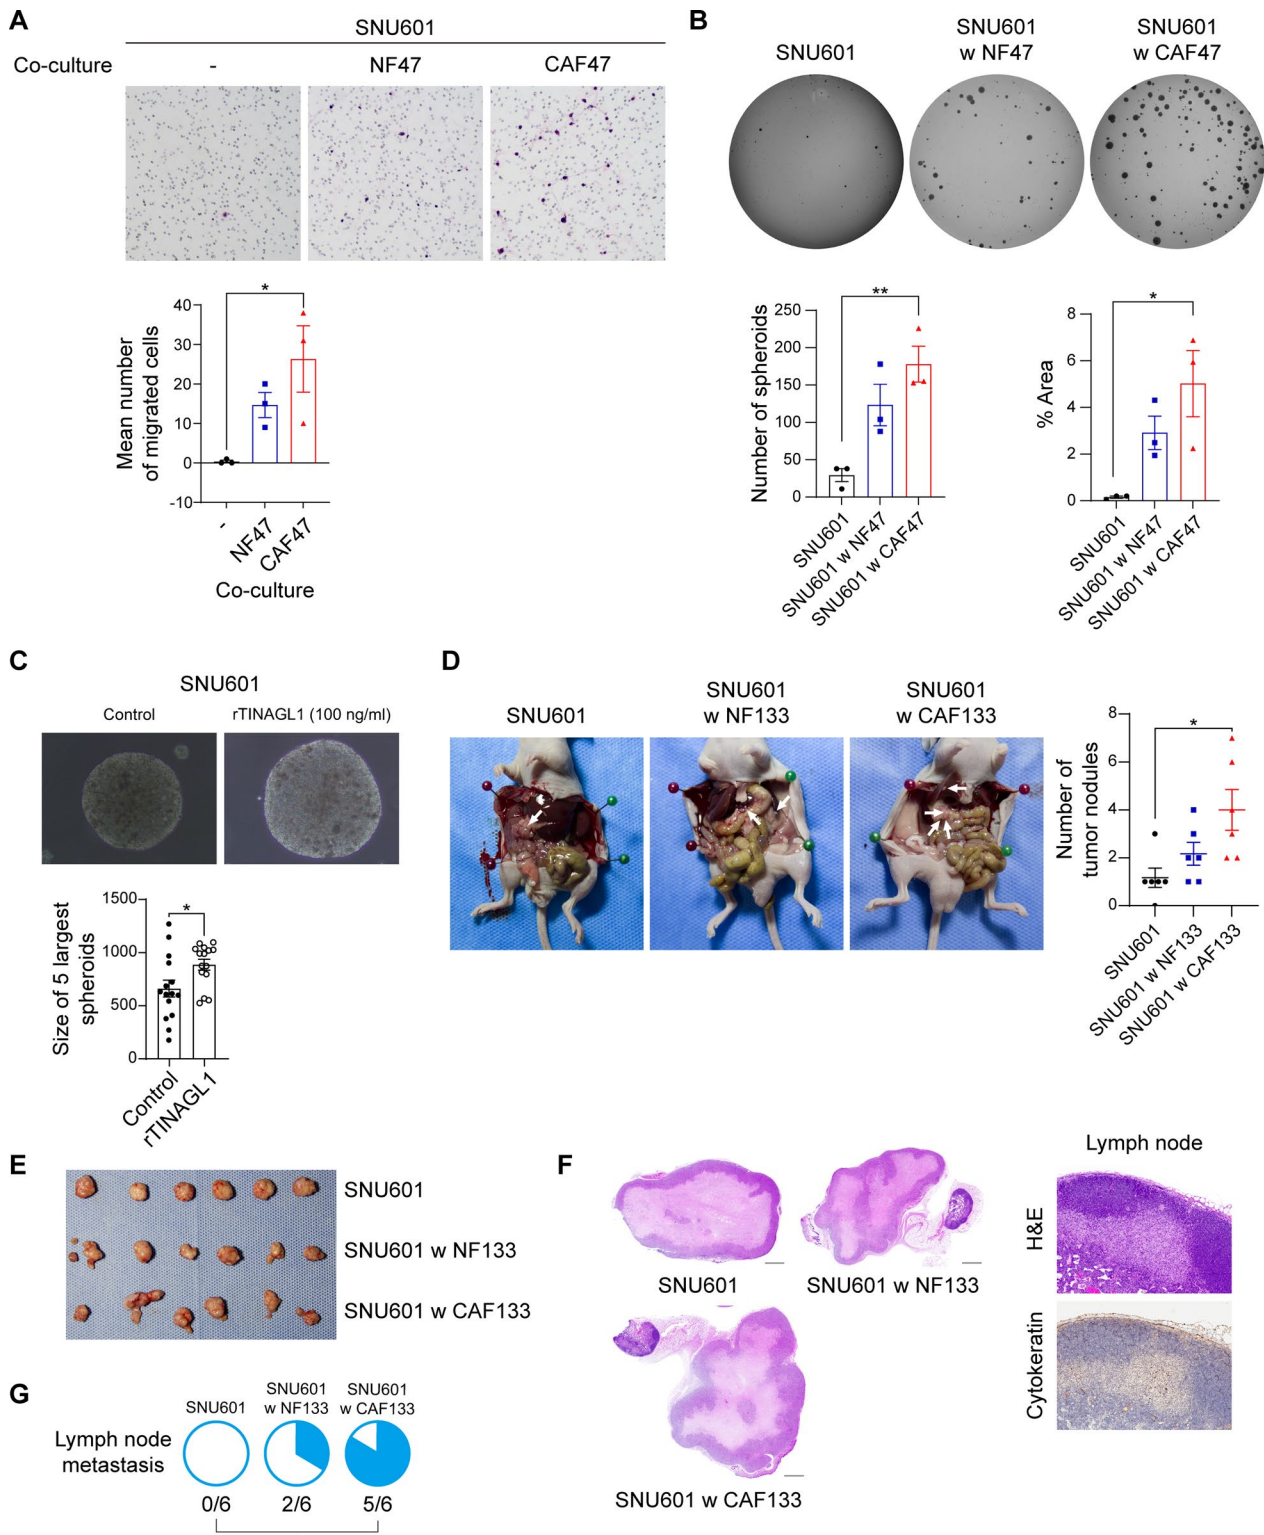 A
SNU601
Co-culture
-
NF47
CAF47
*
40
30
20
10
0
-10
Mean number
of migrated cells
-
NF47
CAF47
Co-culture
B
SNU601
SNU601
w NF47
SNU601
w CAF47
**
250
200
150
100
50
0
Number of spheroids
SNU601
SNU601 w NF47
SNU601 w CAF47
*
8
6
4
2
0
% Area
SNU601
SNU601 w NF47
SNU601 w CAF47
C
SNU601
Control
rTINAGL1 (100 ng/ml)
*
1500
1000
500
0
Size of 5 largest
spheroids
Control
rTINAGL1
D
SNU601
SNU601
w NF133
SNU601
w CAF133
*
8
6
4
2
0
Number of
tumor nodules
SNU601
SNU601 w NF133
SNU601 w CAF133
E
SNU601
SNU601 w NF133
SNU601 w CAF133
F
SNU601
SNU601 w NF133
SNU601 w CAF133
Lymph node
H&E
Cytokeratin
G
SNU601
SNU601
w NF133
SNU601
w CAF133
Lymph node
metastasis
0/6
2/6
5/6